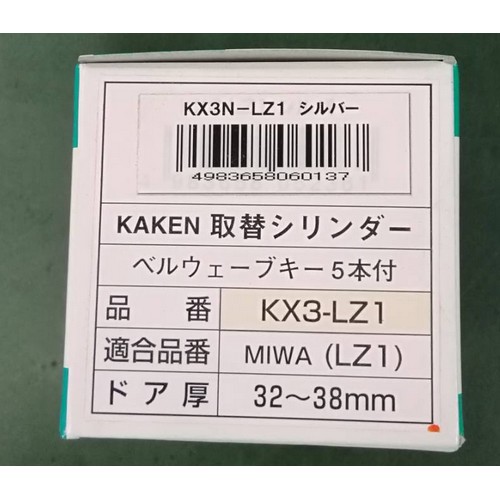 KX3N-LZ1 シルバー
4983658060137
KAKEN 取替シリンダー
ベルウェーブキー5本付
品番 KX3-LZ1
適合品番 MIWA (LZ1)
ドア厚 32～38mm